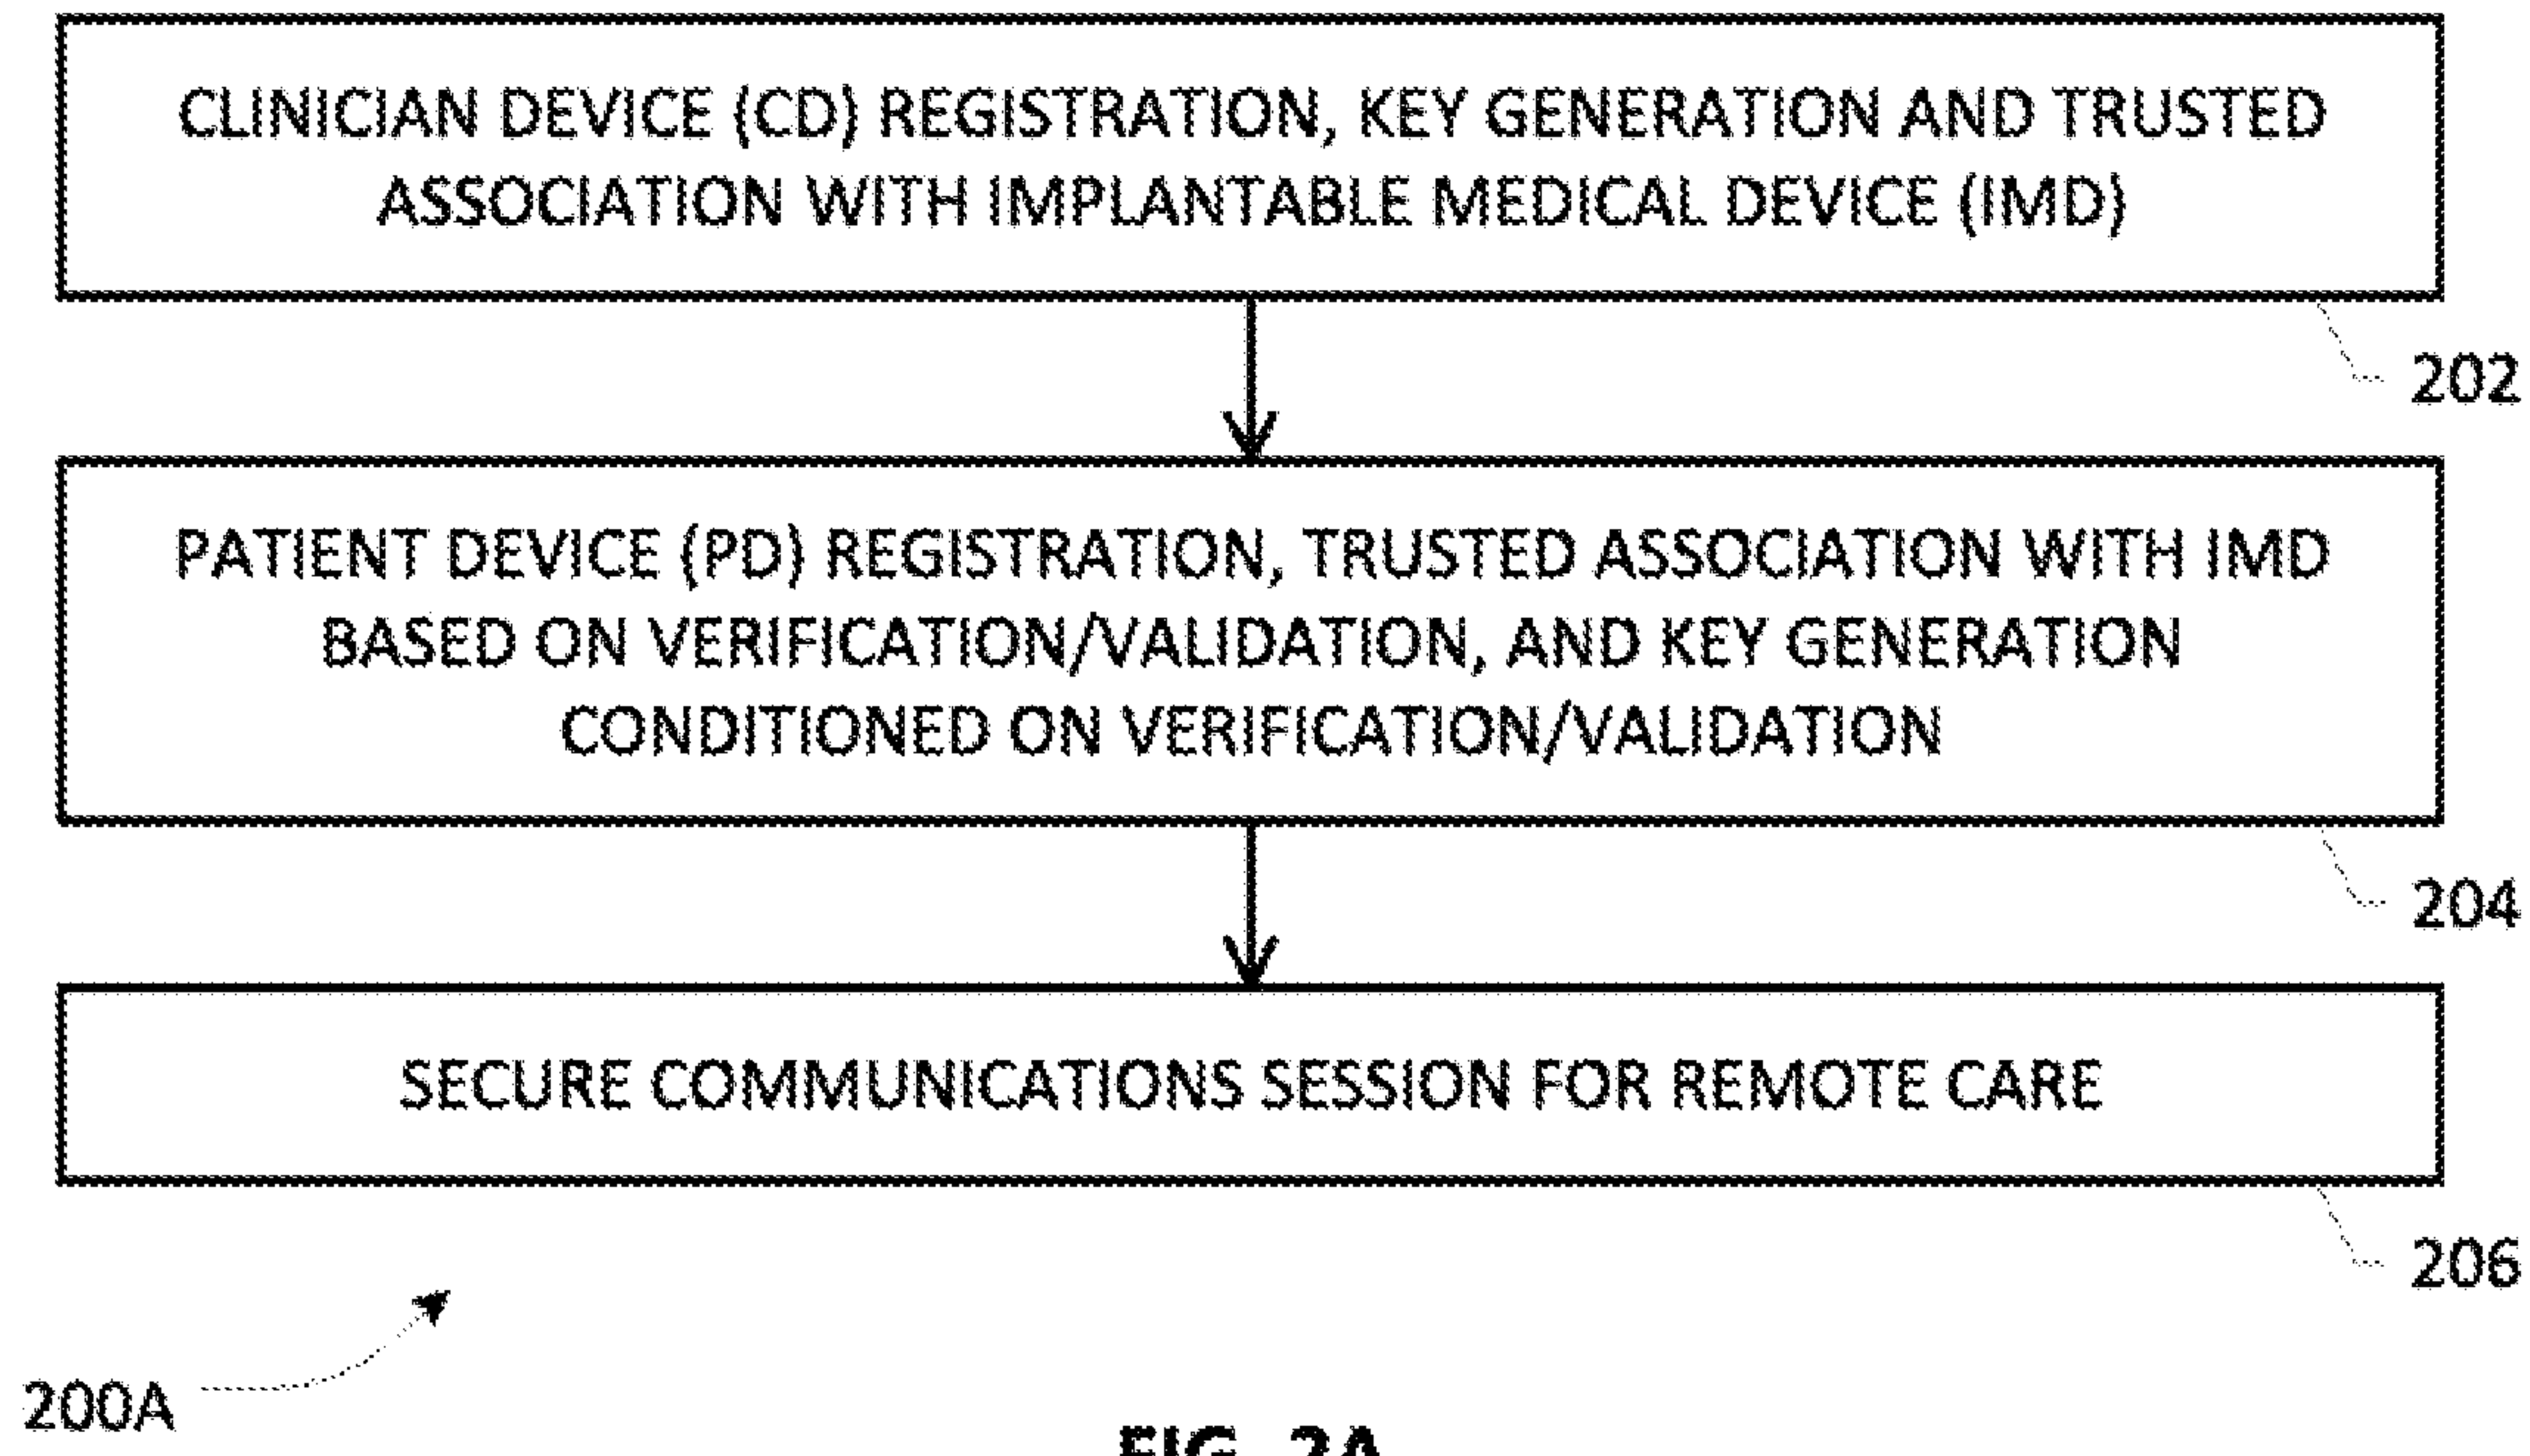 CLINICIAN DEVICE (CD) REGISTRATION, KEY GENERATION AND TRUSTED
ASSOCIATION WITH IMPLANTABLE MEDICAL DEVICE (IMD)
202
PATIENT DEVICE (PD) REGISTRATION, TRUSTED ASSOCIATION WITH IMD
BASED ON VERIFICATION/VALIDATION, AND KEY GENERATION
CONDITIONED ON VERIFICATION/VALIDATION
204
SECURE COMMUNICATIONS SESSION FOR REMOTE CARE
206
200A
FIG. 2A